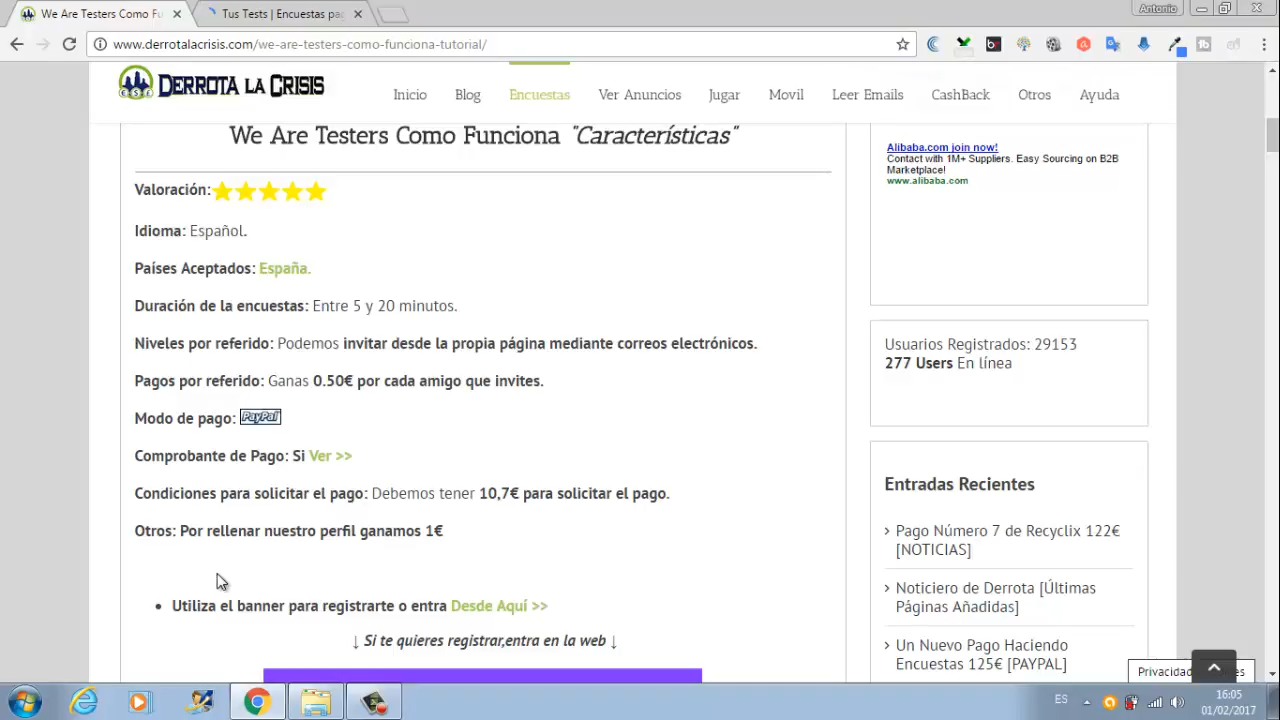 We Are Testers Como Fu
Tus Tests | Encuestas pa
Antonio
www.derrotalacrisis.com/we-are-testers-como-funciona-tutorial/
DERROTA LA CRISIS
Inicio
Blog
Encuestas
Ver Anuncios
Jugar
Movil
Leer Emails
CashBack
Otros
Ayuda
We Are Testers Como Funciona "Características"
Valoración:
Idioma: Español.
Países Aceptados: España.
Duración de la encuestas: Entre 5 y 20 minutos.
Niveles por referido: Podemos invitar desde la propia página mediante correos electrónicos.
Pagos por referido: Ganas 0.50€ por cada amigo que invites.
Modo de pago: PayPal
Comprobante de Pago: Si Ver >>
Condiciones para solicitar el pago: Debemos tener 10,7€ para solicitar el pago.
Otros: Por rellenar nuestro perfil ganamos 1€
• Utiliza el banner para registrarte o entra Desde Aquí >>
↓ Si te quieres registrar,entra en la web ↓
Alibaba.com join now!
Contact with 1M+ Suppliers. Easy Sourcing on B2B
Marketplace!
www.alibaba.com
Usuarios Registrados: 29153
277 Users En línea
Entradas Recientes
Pago Número 7 de Recyclix 122€
[NOTICIAS]
Noticiero de Derrota [Últimas
Páginas Añadidas]
Un Nuevo Pago Haciendo
Encuestas 125€ [PAYPAL]
Privacidad
ES
16:05
01/02/2017